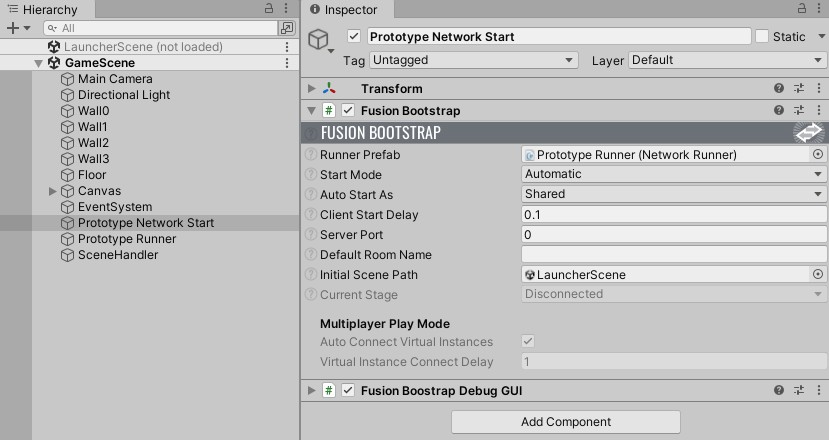 Hierarchy
All
LauncherScene (not loaded)
GameScene
Main Camera
Directional Light
Wall0
Wall1
Wall2
Wall3
Floor
Canvas
EventSystem
Prototype Network Start
Prototype Runner
SceneHandler
Inspector
Prototype Network Start
Static
Tag Untagged Layer Default
Transform
# Fusion Bootstrap
FUSION BOOTSTRAP
Runner Prefab Prototype Runner (Network Runner)
Start Mode Automatic
Auto Start As Shared
Client Start Delay 0.1
Server Port 0
Default Room Name
Initial Scene Path LauncherScene
Current Stage Disconnected
Multiplayer Play Mode
Auto Connect Virtual Instances
Virtual Instance Connect Delay 1
# Fusion Boostrap Debug GUI
Add Component